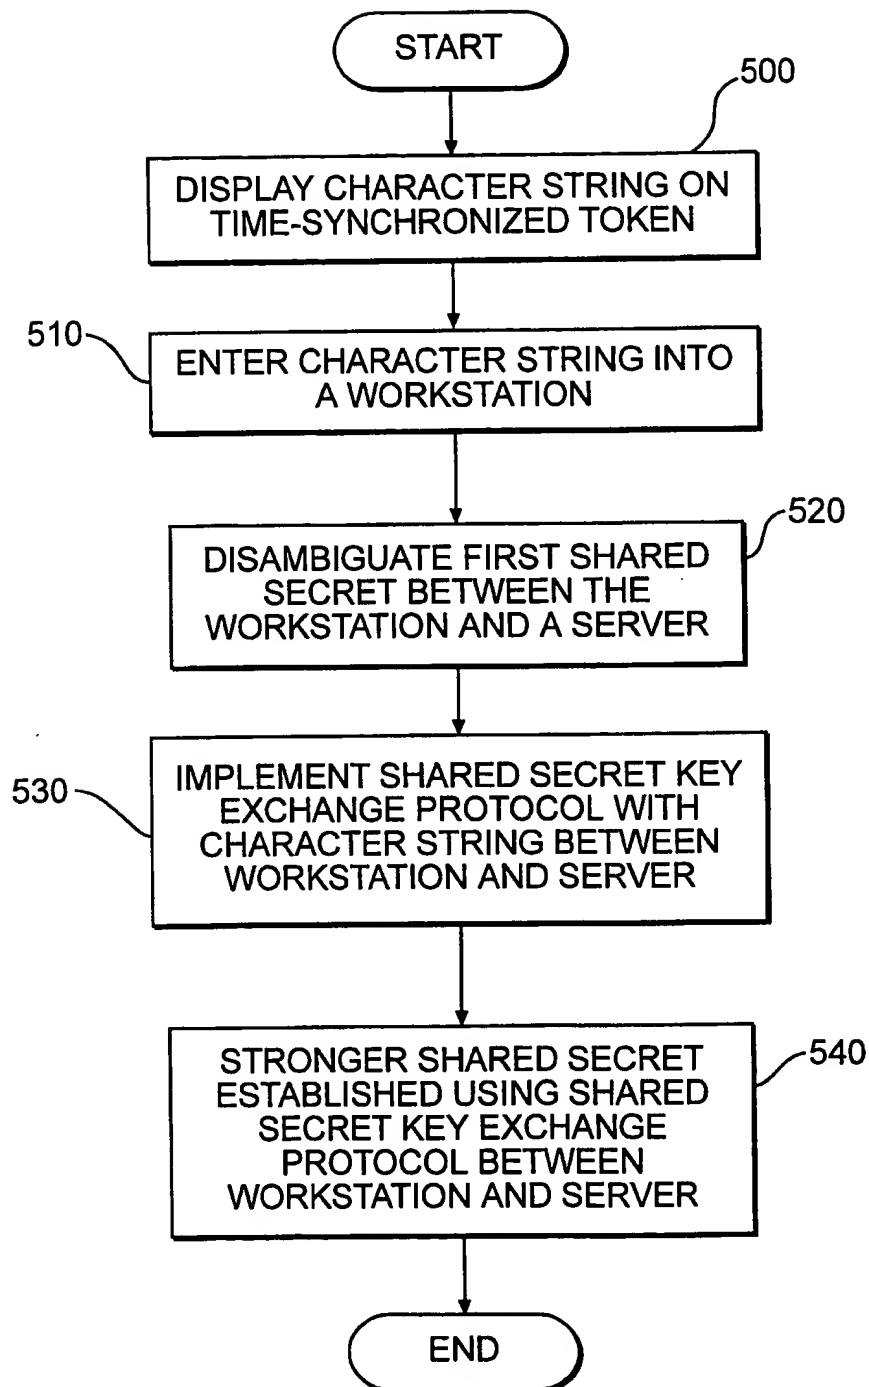 START
500
DISPLAY CHARACTER STRING ON
TIME-SYNCHRONIZED TOKEN
510
ENTER CHARACTER STRING INTO
A WORKSTATION
520
DISAMBIGUATE FIRST SHARED
SECRET BETWEEN THE
WORKSTATION AND A SERVER
530
IMPLEMENT SHARED SECRET KEY
EXCHANGE PROTOCOL WITH
CHARACTER STRING BETWEEN
WORKSTATION AND SERVER
540
STRONGER SHARED SECRET
ESTABLISHED USING SHARED
SECRET KEY EXCHANGE
PROTOCOL BETWEEN
WORKSTATION AND SERVER
END